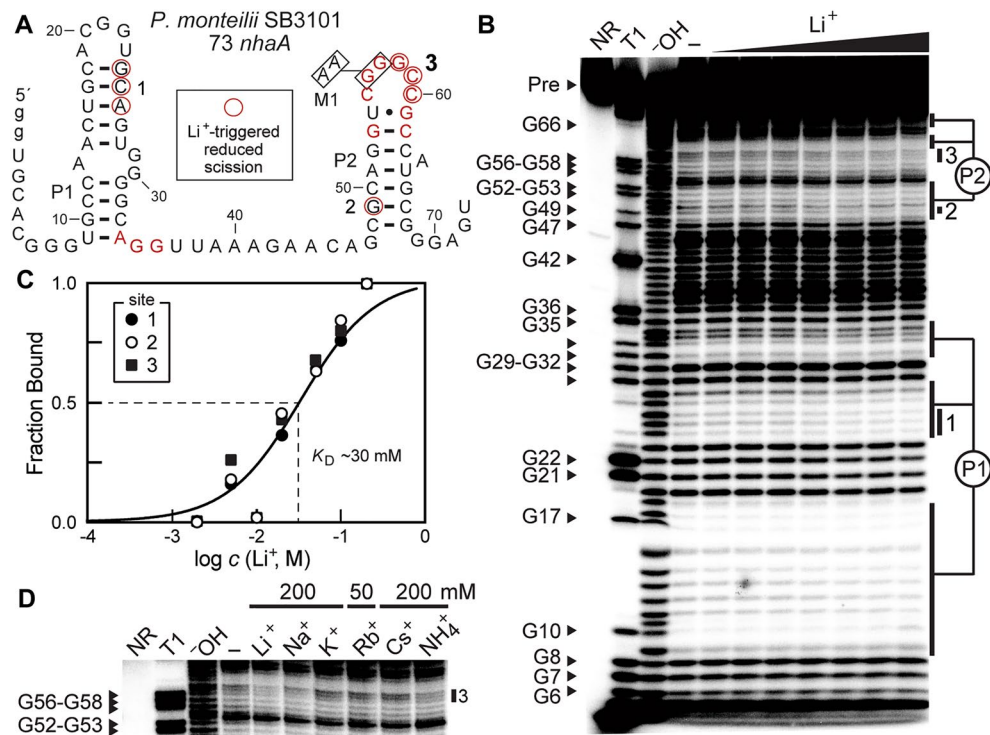 A
P. monteilii SB3101
73 nhaA
20
1
5´
Li⁺-triggered
reduced
scission
M1
3
60
P1
P2
50
2
10
30
40
70
B
NR
T1
⁻OH
–
Li⁺
Pre
G66
G56-G58
G52-G53
G49
G47
G42
G36
G35
G29-G32
G22
G21
G17
G10
G8
G7
G6
3
P2
2
1
P1
C
Fraction Bound
1.0
0.5
0.0
site
1
2
3
K_D ~30 mM
-4
-3
-2
-1
0
log c (Li⁺, M)
D
200
50
200
mM
NR
T1
⁻OH
–
Li⁺
Na⁺
K⁺
Rb⁺
Cs⁺
NH₄⁺
G56-G58
G52-G53
3